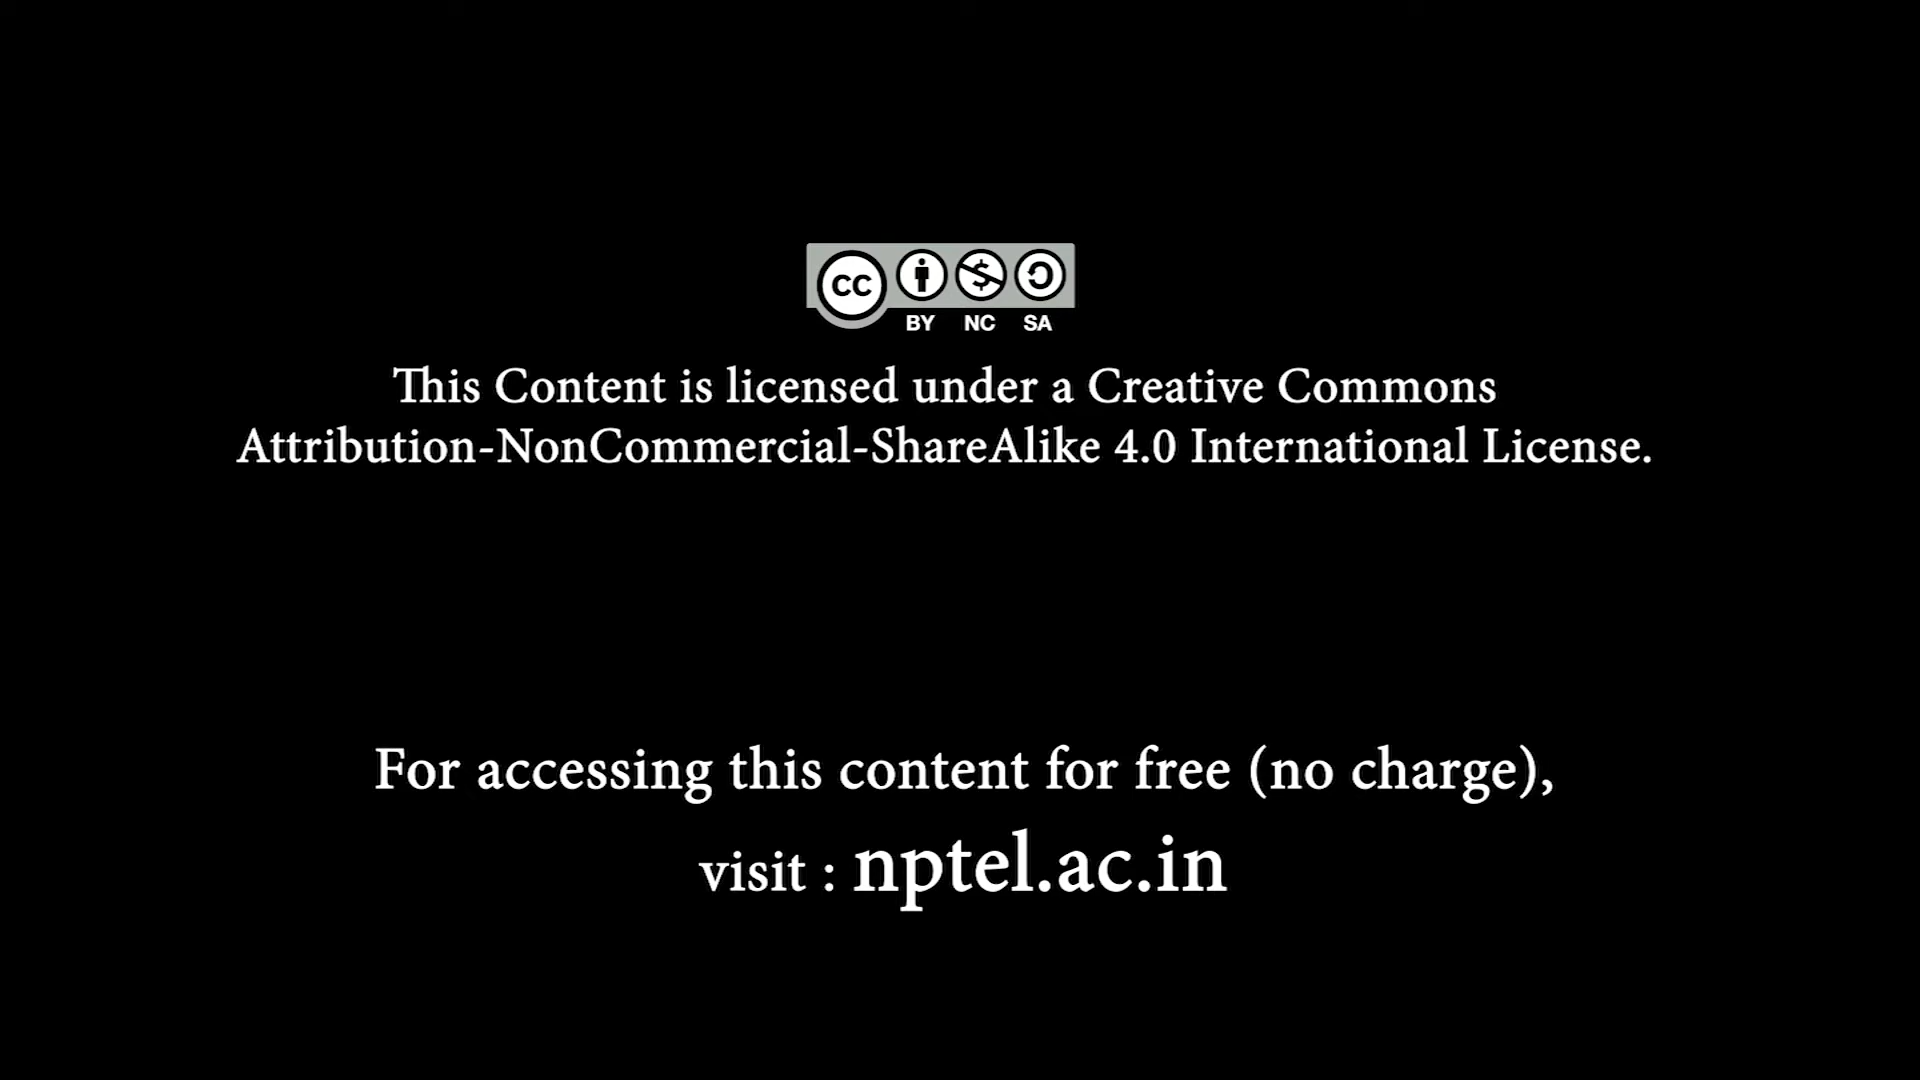 CC BY NC SA
This Content is licensed under a Creative Commons
Attribution-NonCommercial-ShareAlike 4.0 International License.
For accessing this content for free (no charge),
visit : nptel.ac.in